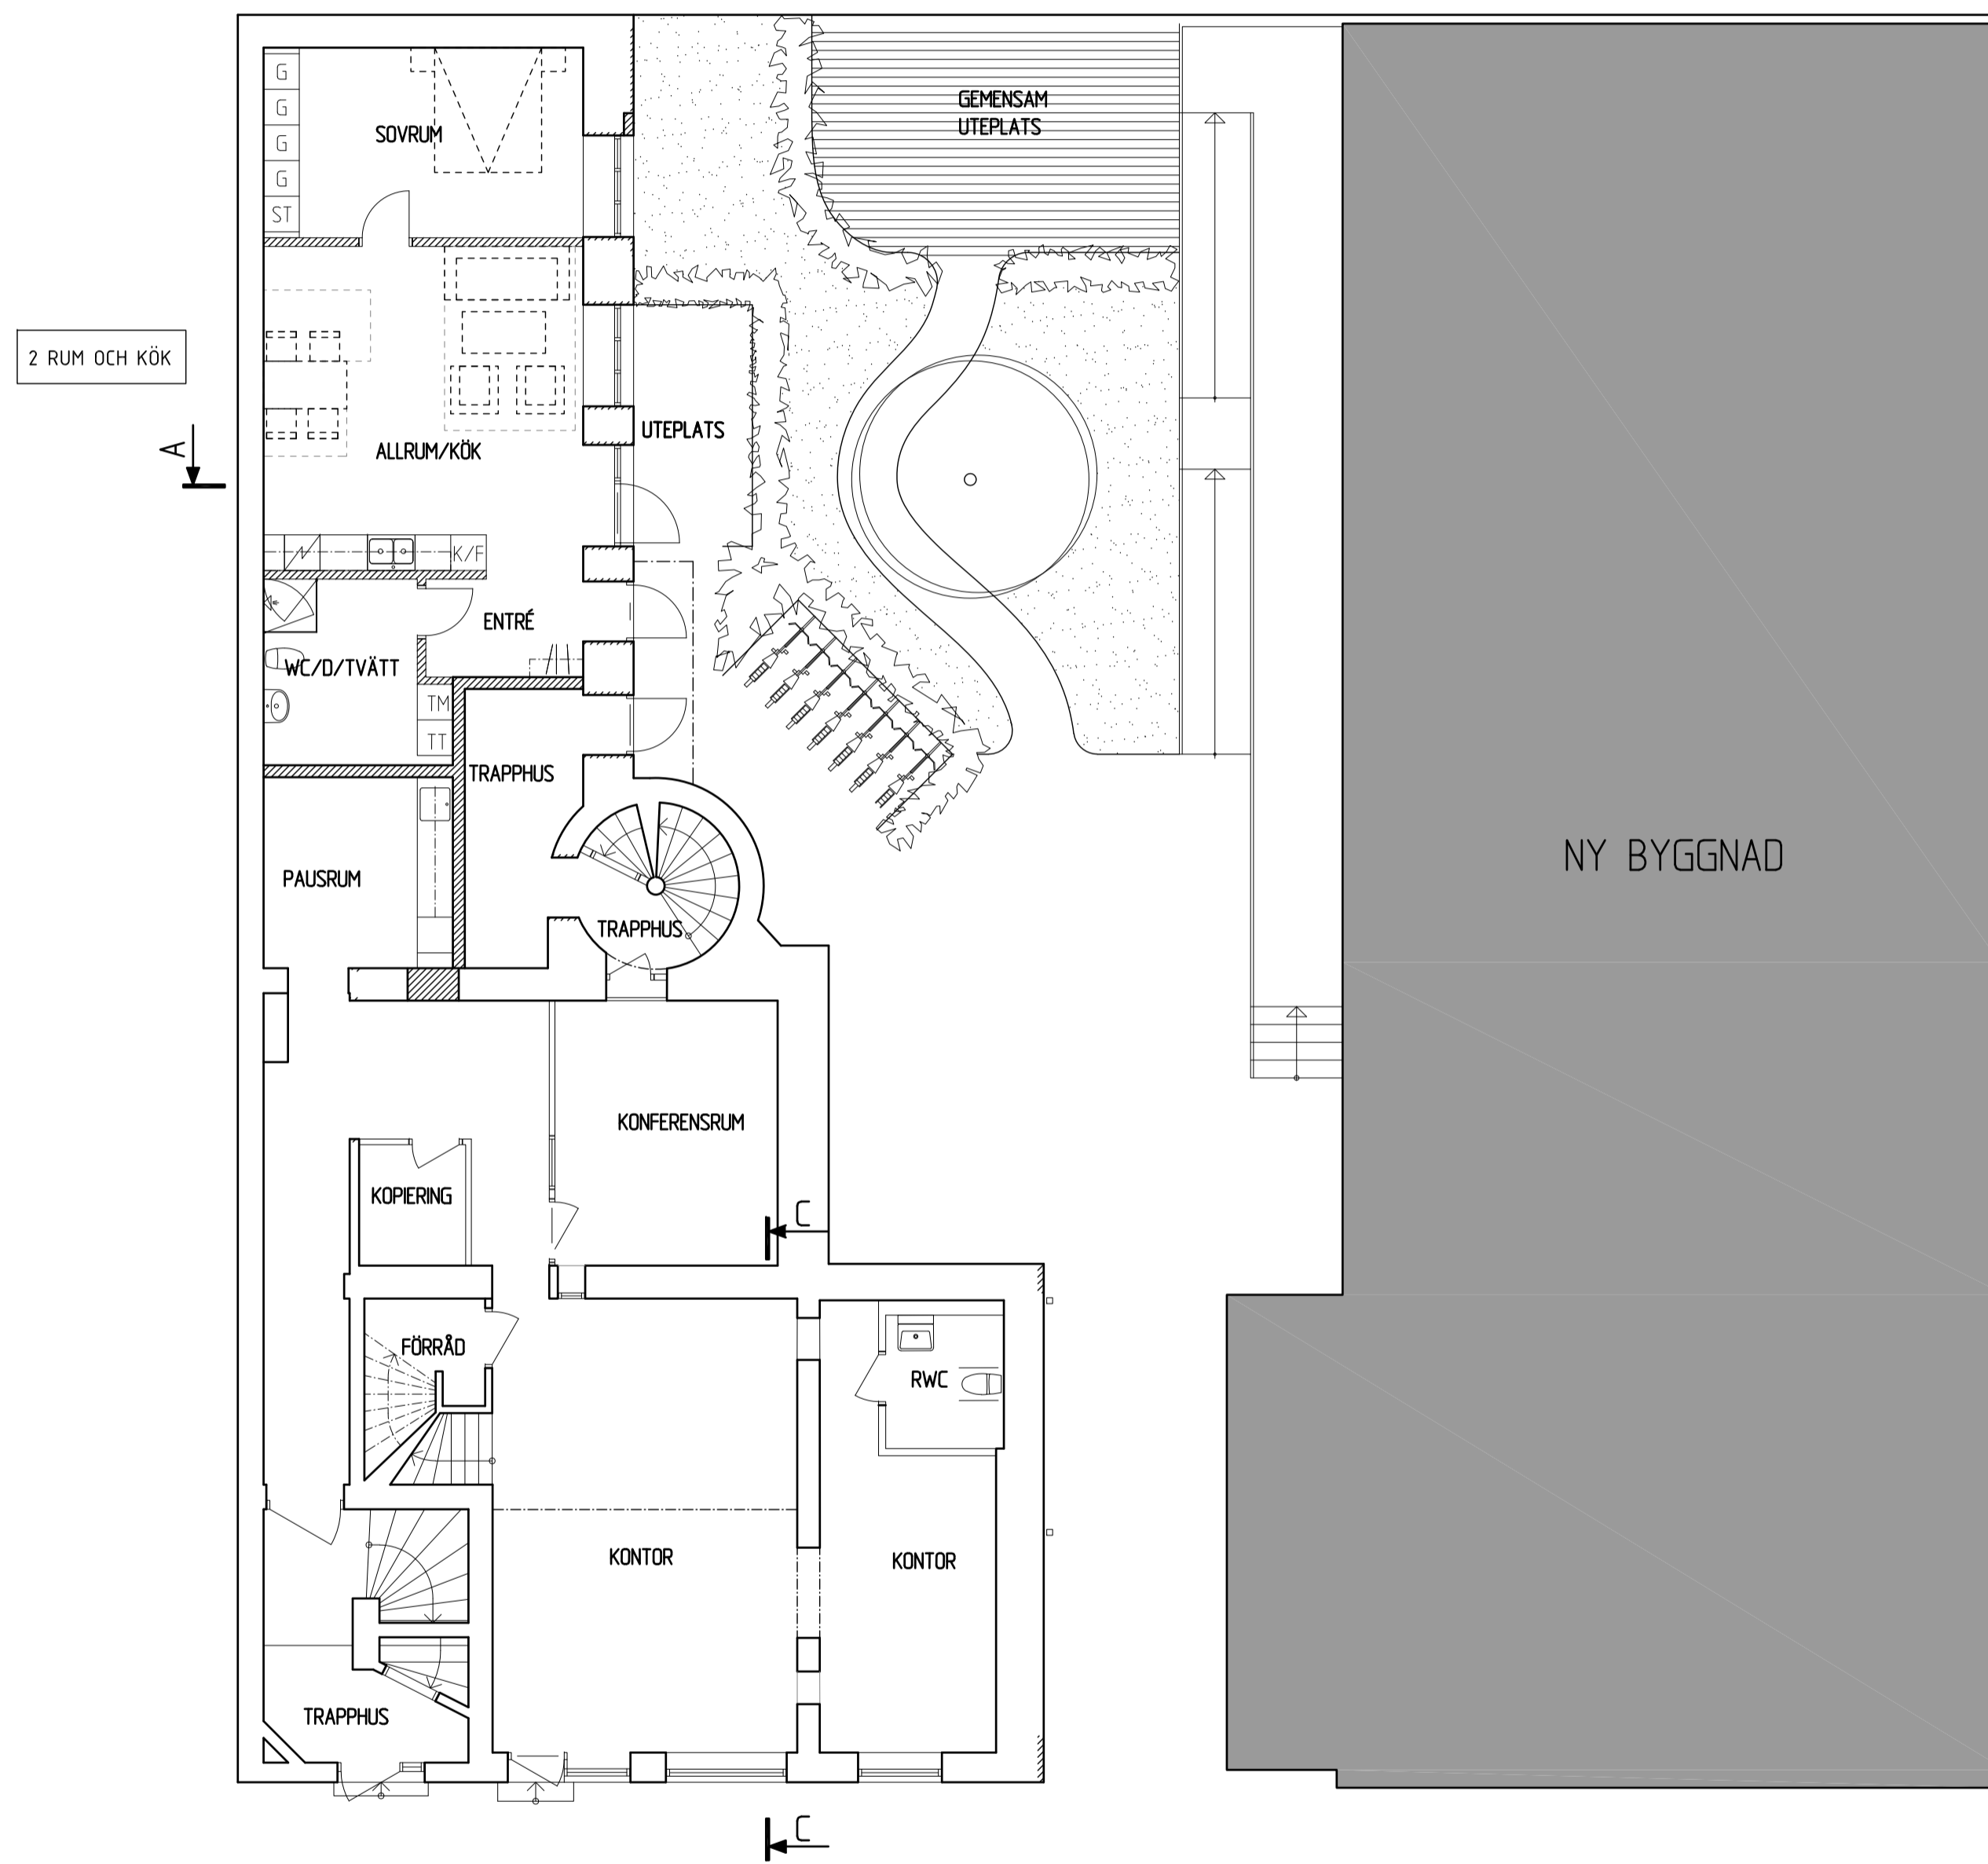 G
G
G
G
ST
SOVRUM
GEMENSAM
UTEPLATS
2 RUM OCH KÖK
A
ALLRUM/KÖK
UTEPLATS
K/F
ENTRÉ
WC/D/TVÄTT
TM
TT
TRAPPHUS
PAUSRUM
TRAPPHUS
NY BYGGNAD
KONFERENSRUM
KOPIERING
C
FÖRRÅD
RWC
KONTOR
KONTOR
TRAPPHUS
C